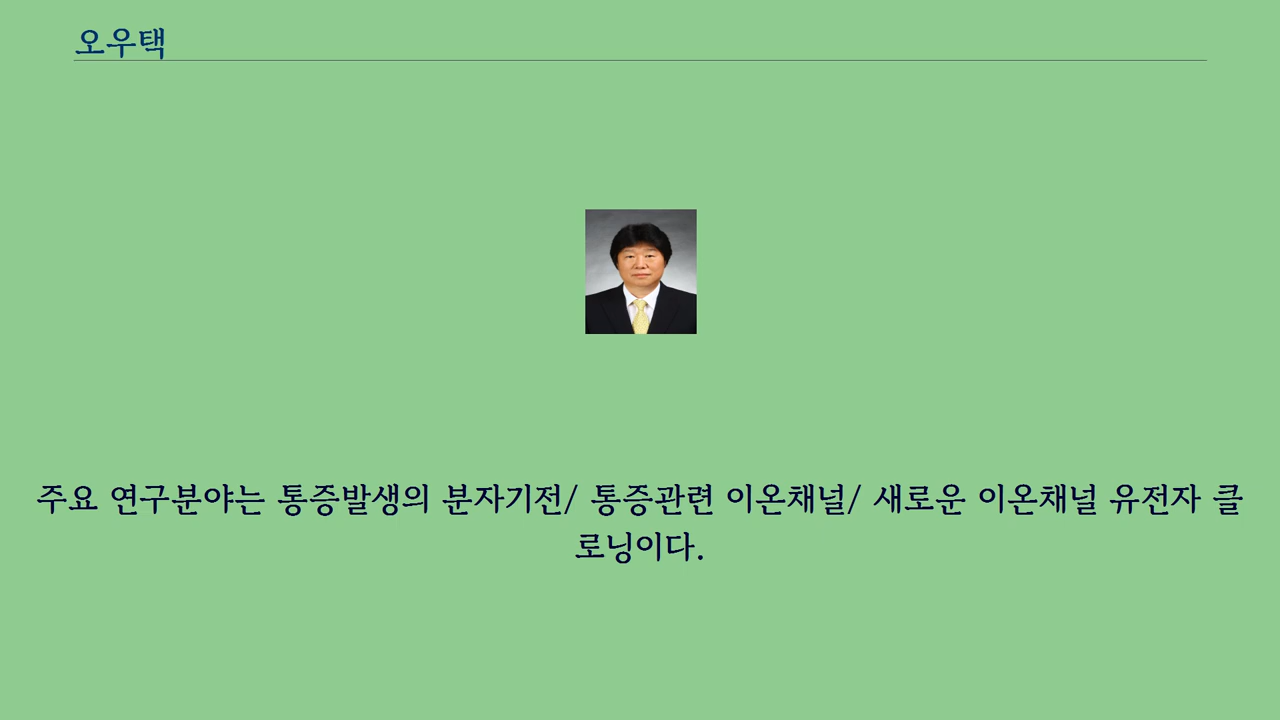 오우택
주요 연구분야는 통증발생의 분자기전/ 통증관련 이온채널/ 새로운 이온채널 유전자 클
로닝이다.